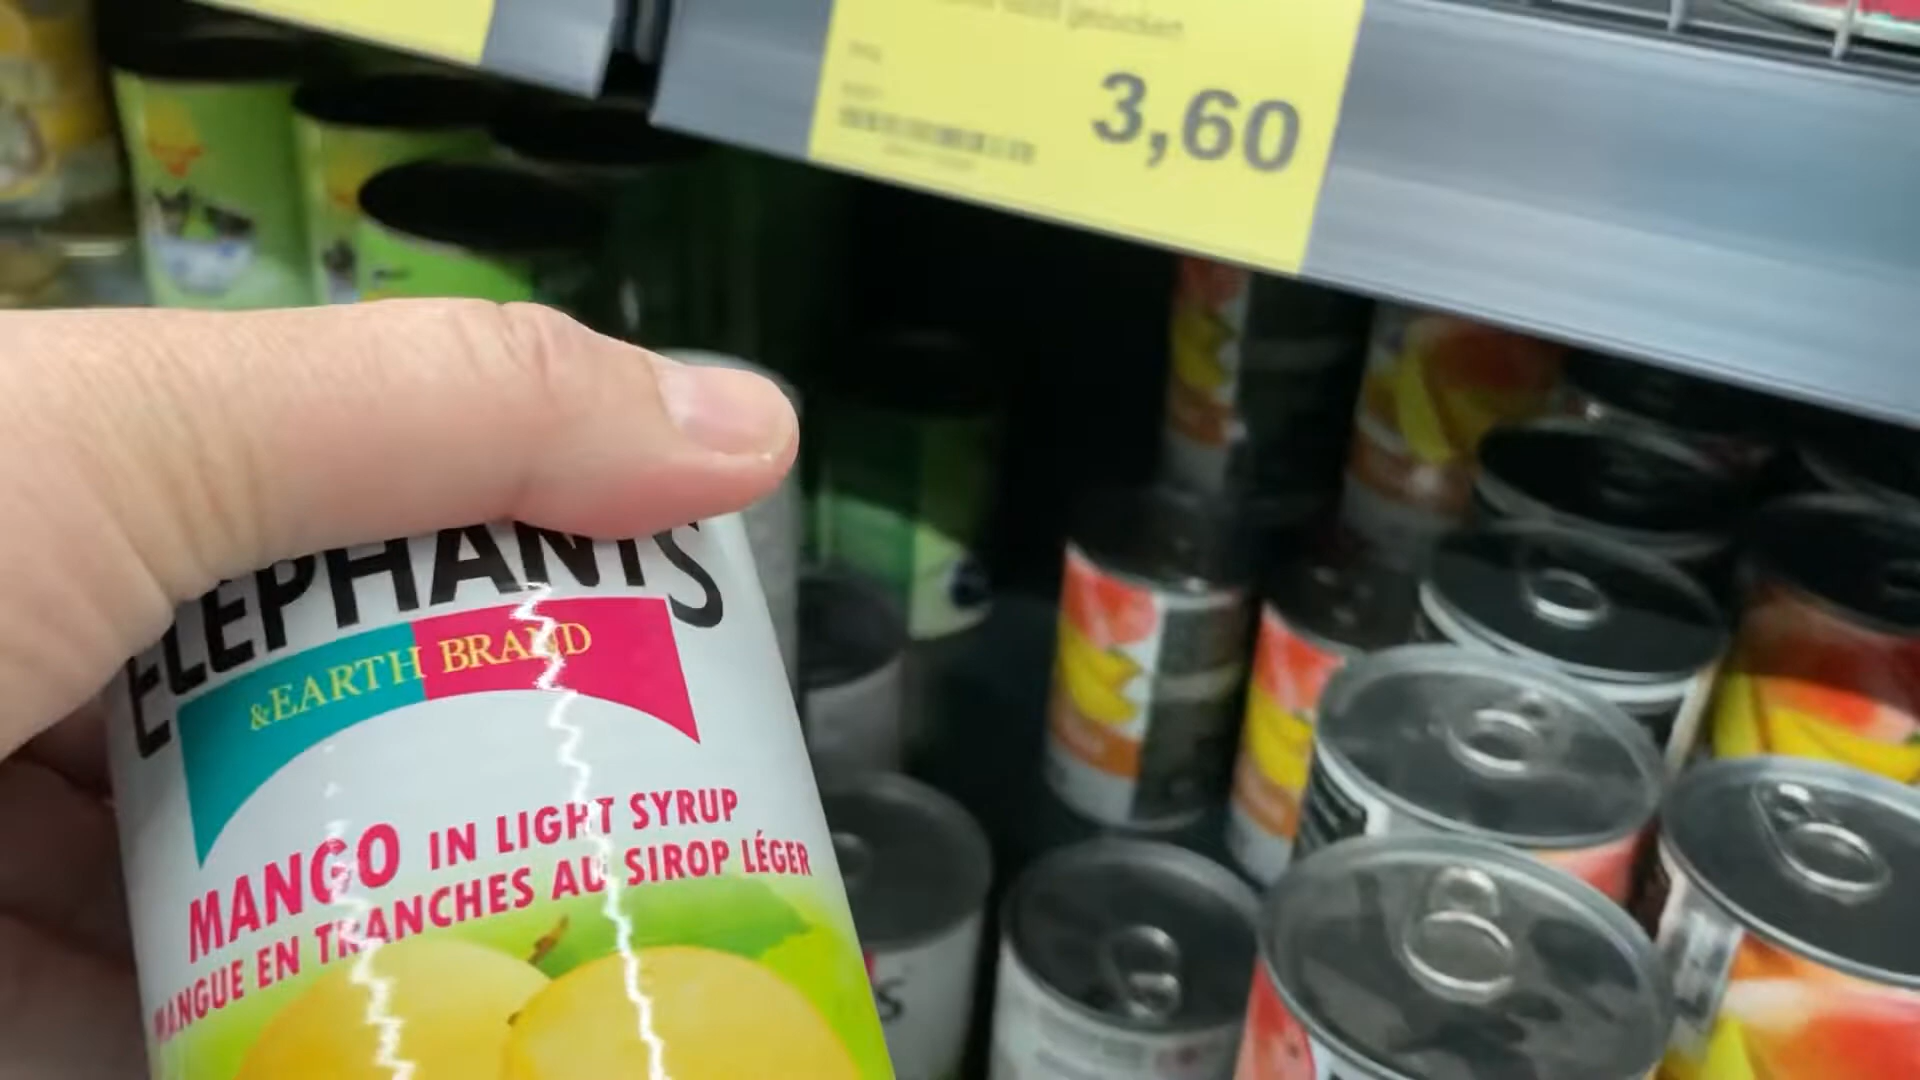 3,60
ELEPHANTS
& EARTH BRAND
MANGO IN LIGHT SYRUP
MANGUE EN TRANCHES AU SIROP LÉGER